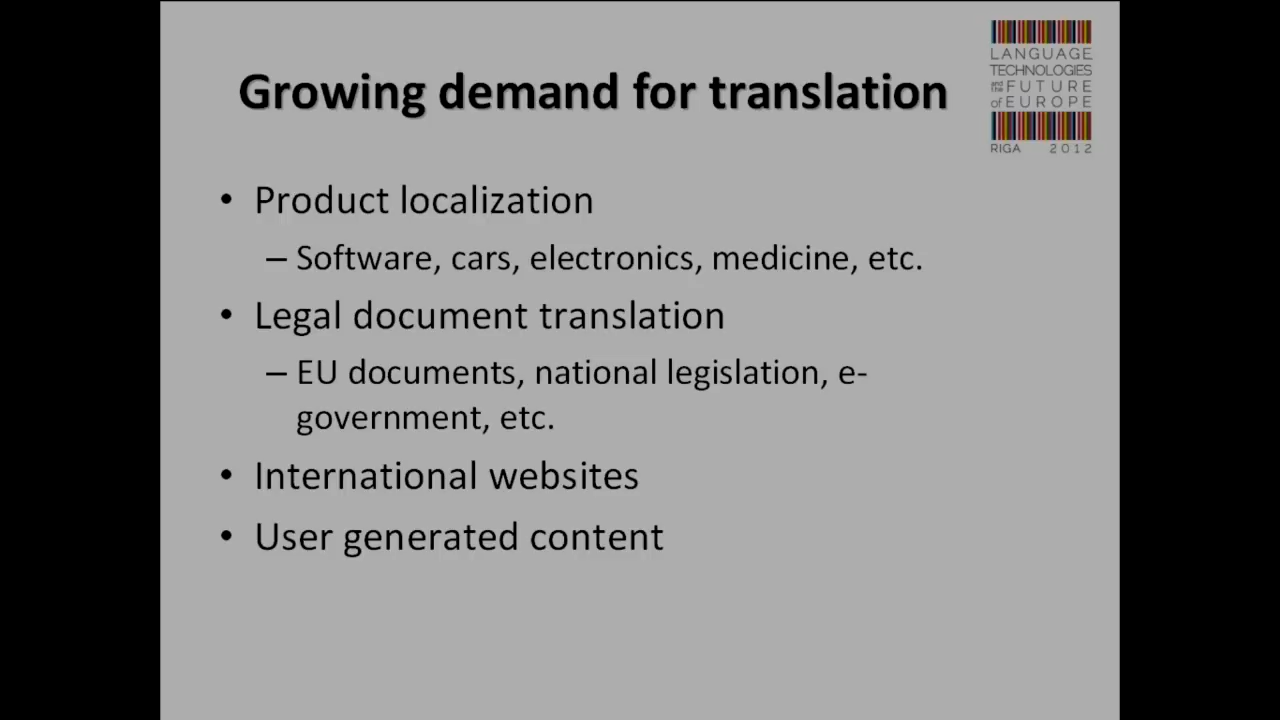 Growing demand for translation
LANGUAGE
TECHNOLOGIES
and the FUTURE
of EUROPE
RIGA 2012
• Product localization
– Software, cars, electronics, medicine, etc.
• Legal document translation
– EU documents, national legislation, e-
government, etc.
• International websites
• User generated content